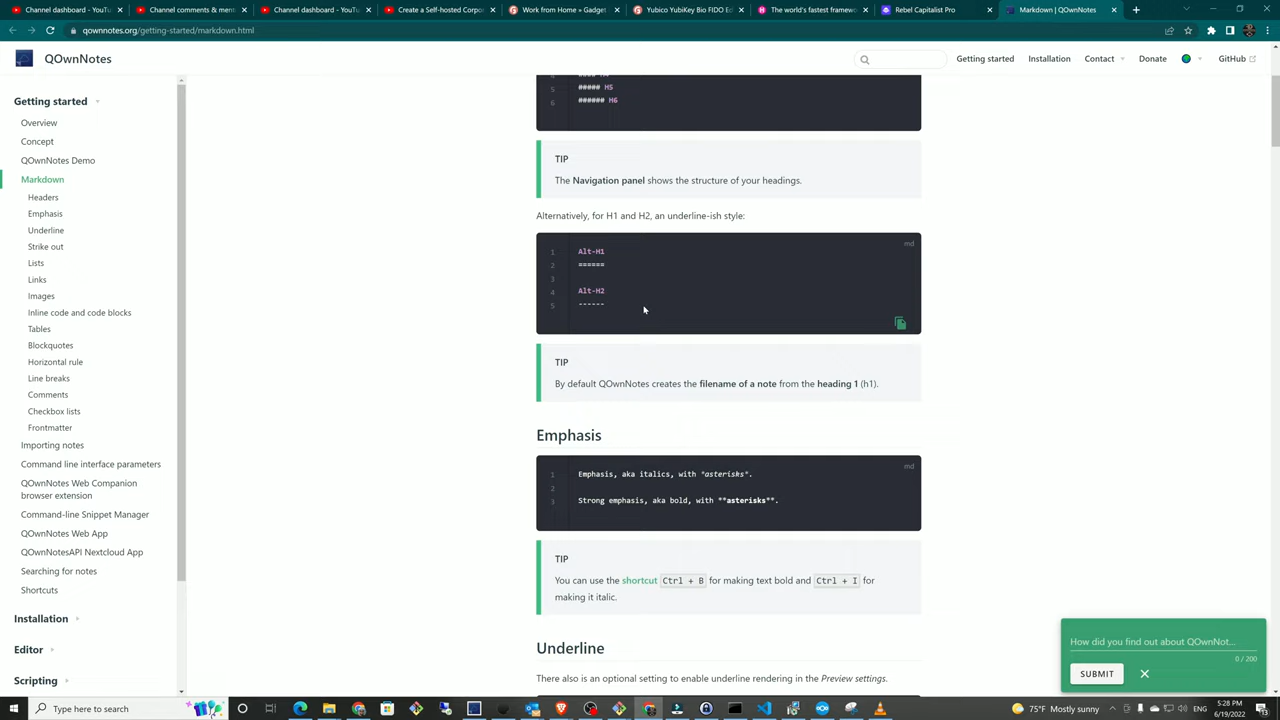 Channel dashboard - YouTu
Channel comments & menti
Channel dashboard - YouTu
Create a Self-hosted Corpor
Work from Home + Gadget
Yubico YubiKey Bio FIDO Ed
The world's fastest framew
Rebel Capitalist Pro
Markdown | QOwnNotes
qownnotes.org/getting-started/markdown.html
QOwnNotes
Getting started
Installation
Contact
Donate
GitHub
Getting started
Overview
Concept
QOwnNotes Demo
Markdown
Headers
Emphasis
Underline
Strike out
Lists
Links
Images
Inline code and code blocks
Tables
Blockquotes
Horizontal rule
Line breaks
Comments
Checkbox lists
Frontmatter
Importing notes
Command line interface parameters
QOwnNotes Web Companion
browser extension
Command-line Snippet Manager
QOwnNotes Web App
QOwnNotesAPI Nextcloud App
Searching for notes
Shortcuts
Installation
Editor
Scripting
5 ##### H5
6 ###### H6
TIP
The Navigation panel shows the structure of your headings.
Alternatively, for H1 and H2, an underline-ish style:
md
1 Alt-H1
2 ======
3
4 Alt-H2
5 ------
TIP
By default QOwnNotes creates the filename of a note from the heading 1 (h1).
Emphasis
md
1 Emphasis, aka italics, with *asterisks*.
2
3 Strong emphasis, aka bold, with **asterisks**.
TIP
You can use the shortcut Ctrl + B for making text bold and Ctrl + I for
making it italic.
Underline
There also is an optional setting to enable underline rendering in the Preview settings.
How did you find out about QOwnNot...
0 / 200
SUBMIT
Type here to search
75°F Mostly sunny
ENG
5:28 PM
6/19/2022